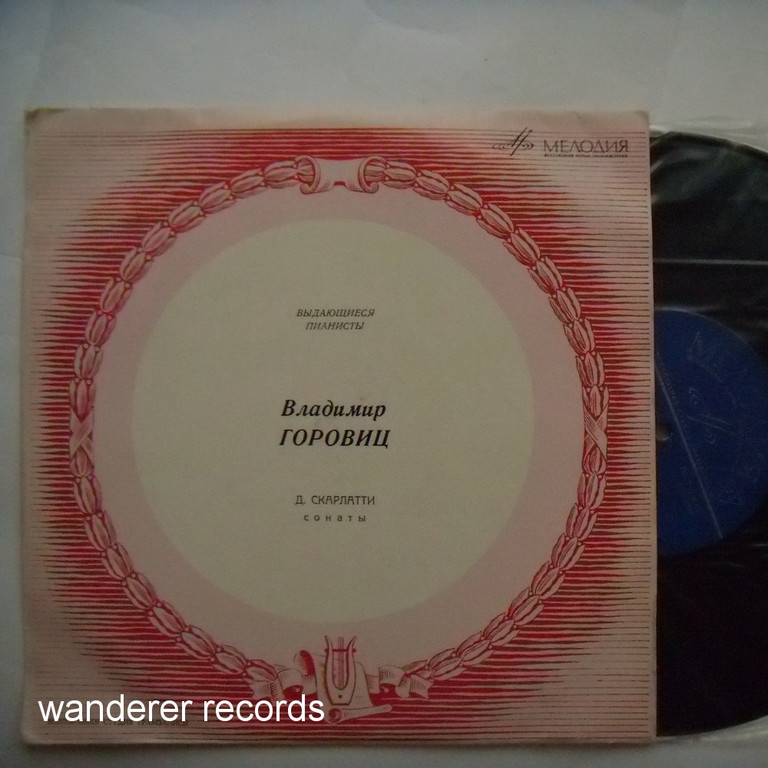 МЕЛОДИЯ
ВЫДАЮЩИЕСЯ
ПИАНИСТЫ
Владимир
ГОРОВИЦ
Д. СКАРЛАТТИ
сонаты
wanderer records